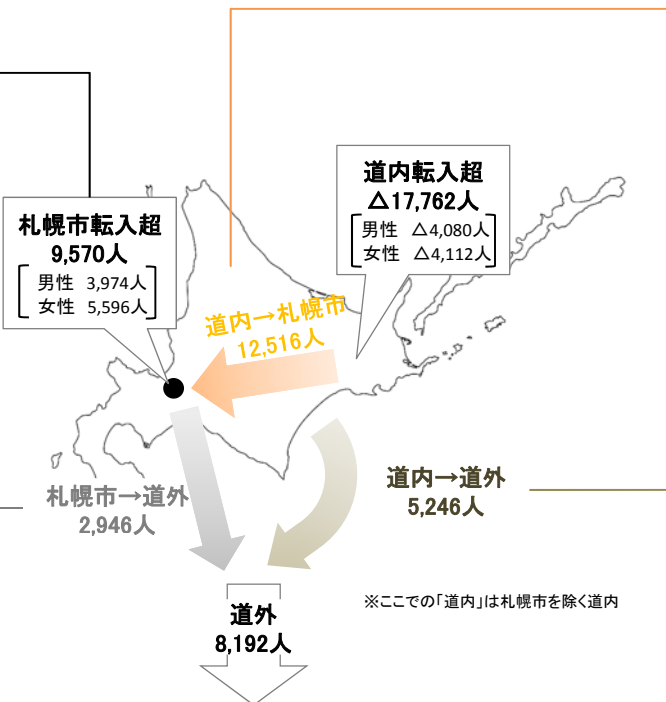 道内転入超
△17,762人
男性 △4,080人
女性 △4,112人
札幌市転入超
9,570人
男性 3,974人
女性 5,596人
道内→札幌市
12,516人
札幌市→道外
2,946人
道内→道外
5,246人
道外
8,192人
※ここでの「道内」は札幌市を除く道内